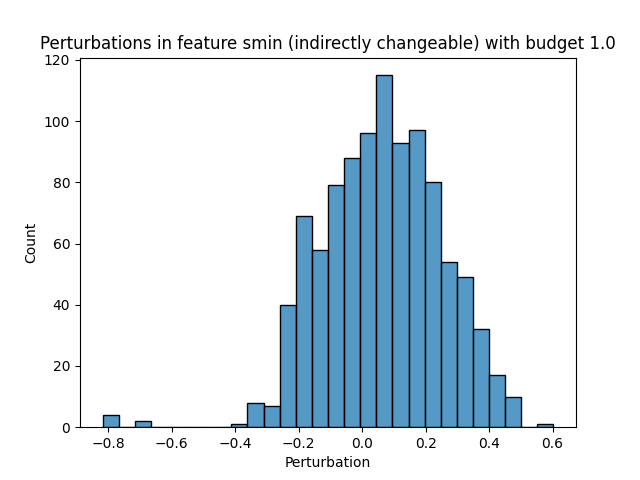 Perturbations in feature smin (indirectly changeable) with budget 1.0
120
100
80
60
40
20
0
Count
−0.8 −0.6 −0.4 −0.2 0.0 0.2 0.4 0.6
Perturbation